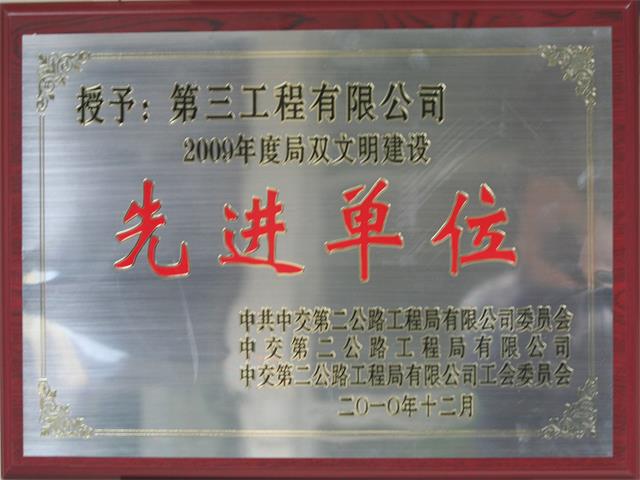 授予：第三工程有限公司
2009年度局双文明建设
先进单位
中共中交第二公路工程局有限公司委员会
中交第二公路工程局有限公司
中交第二公路工程局有限公司工会委员会
二〇一〇年十二月